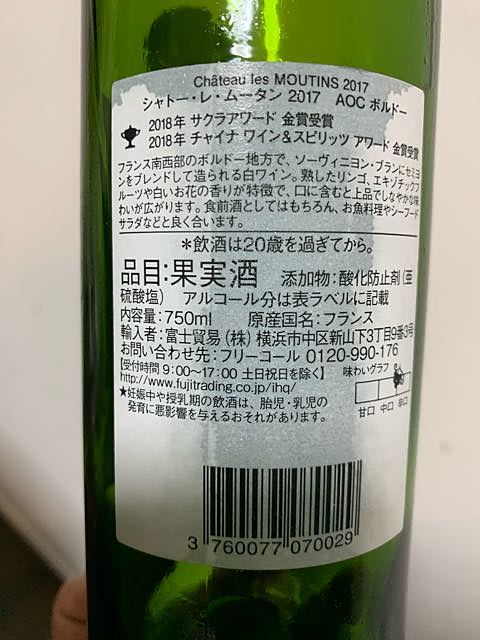 Château les MOUTINS 2017
シャトー・レ・ムータン 2017 AOC ボルドー
2018年 サクラアワード 金賞受賞
2018年 チャイナ ワイン&スピリッツ アワード 金賞受賞
フランス南西部のボルドー地方で、ソーヴィニヨン・ブランにセミヨ
ンをブレンドして造られる白ワイン。熟したリンゴ、エキゾチックフ
ルーツや白いお花の香りが特徴で、口に含むと上品でしなやかな味
わいが広がります。食前酒としてはもちろん、お魚料理やシーフード
サラダなどと良く合います。
*飲酒は20歳を過ぎてから。
品目:果実酒 添加物:酸化防止剤(亜
硫酸塩) アルコール分は表ラベルに記載
内容量:750ml 原産国名:フランス
輸入者:富士貿易(株)横浜市中区新山下3丁目9番3号
お問い合わせ先:フリーコール 0120-990-176
【受付時間 9:00〜17:00 土日祝日を除く】 味わいグラフ
http://www.fujitrading.co.jp/ihq/
甘口 中口 辛口
★妊娠中や授乳期の飲酒は、胎児・乳児の
発育に悪影響を与えるおそれがあります。
3 760077 070029